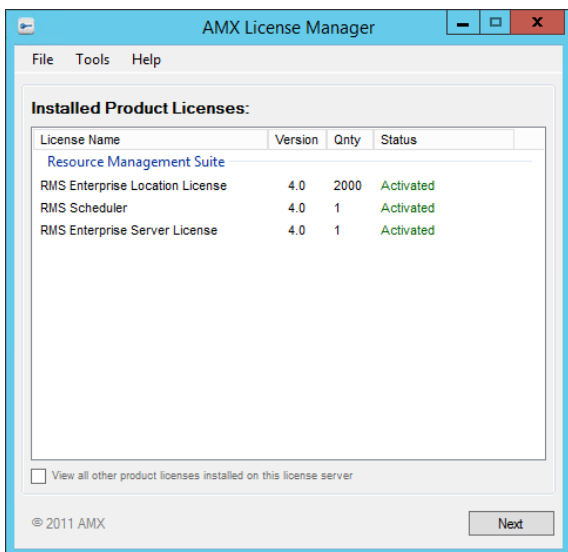 AMX License Manager
File Tools Help
Installed Product Licenses:
License Name Version Qnty Status
Resource Management Suite
RMS Enterprise Location License 4.0 2000 Activated
RMS Scheduler 4.0 1 Activated
RMS Enterprise Server License 4.0 1 Activated
View all other product licenses installed on this license server
© 2011 AMX Next